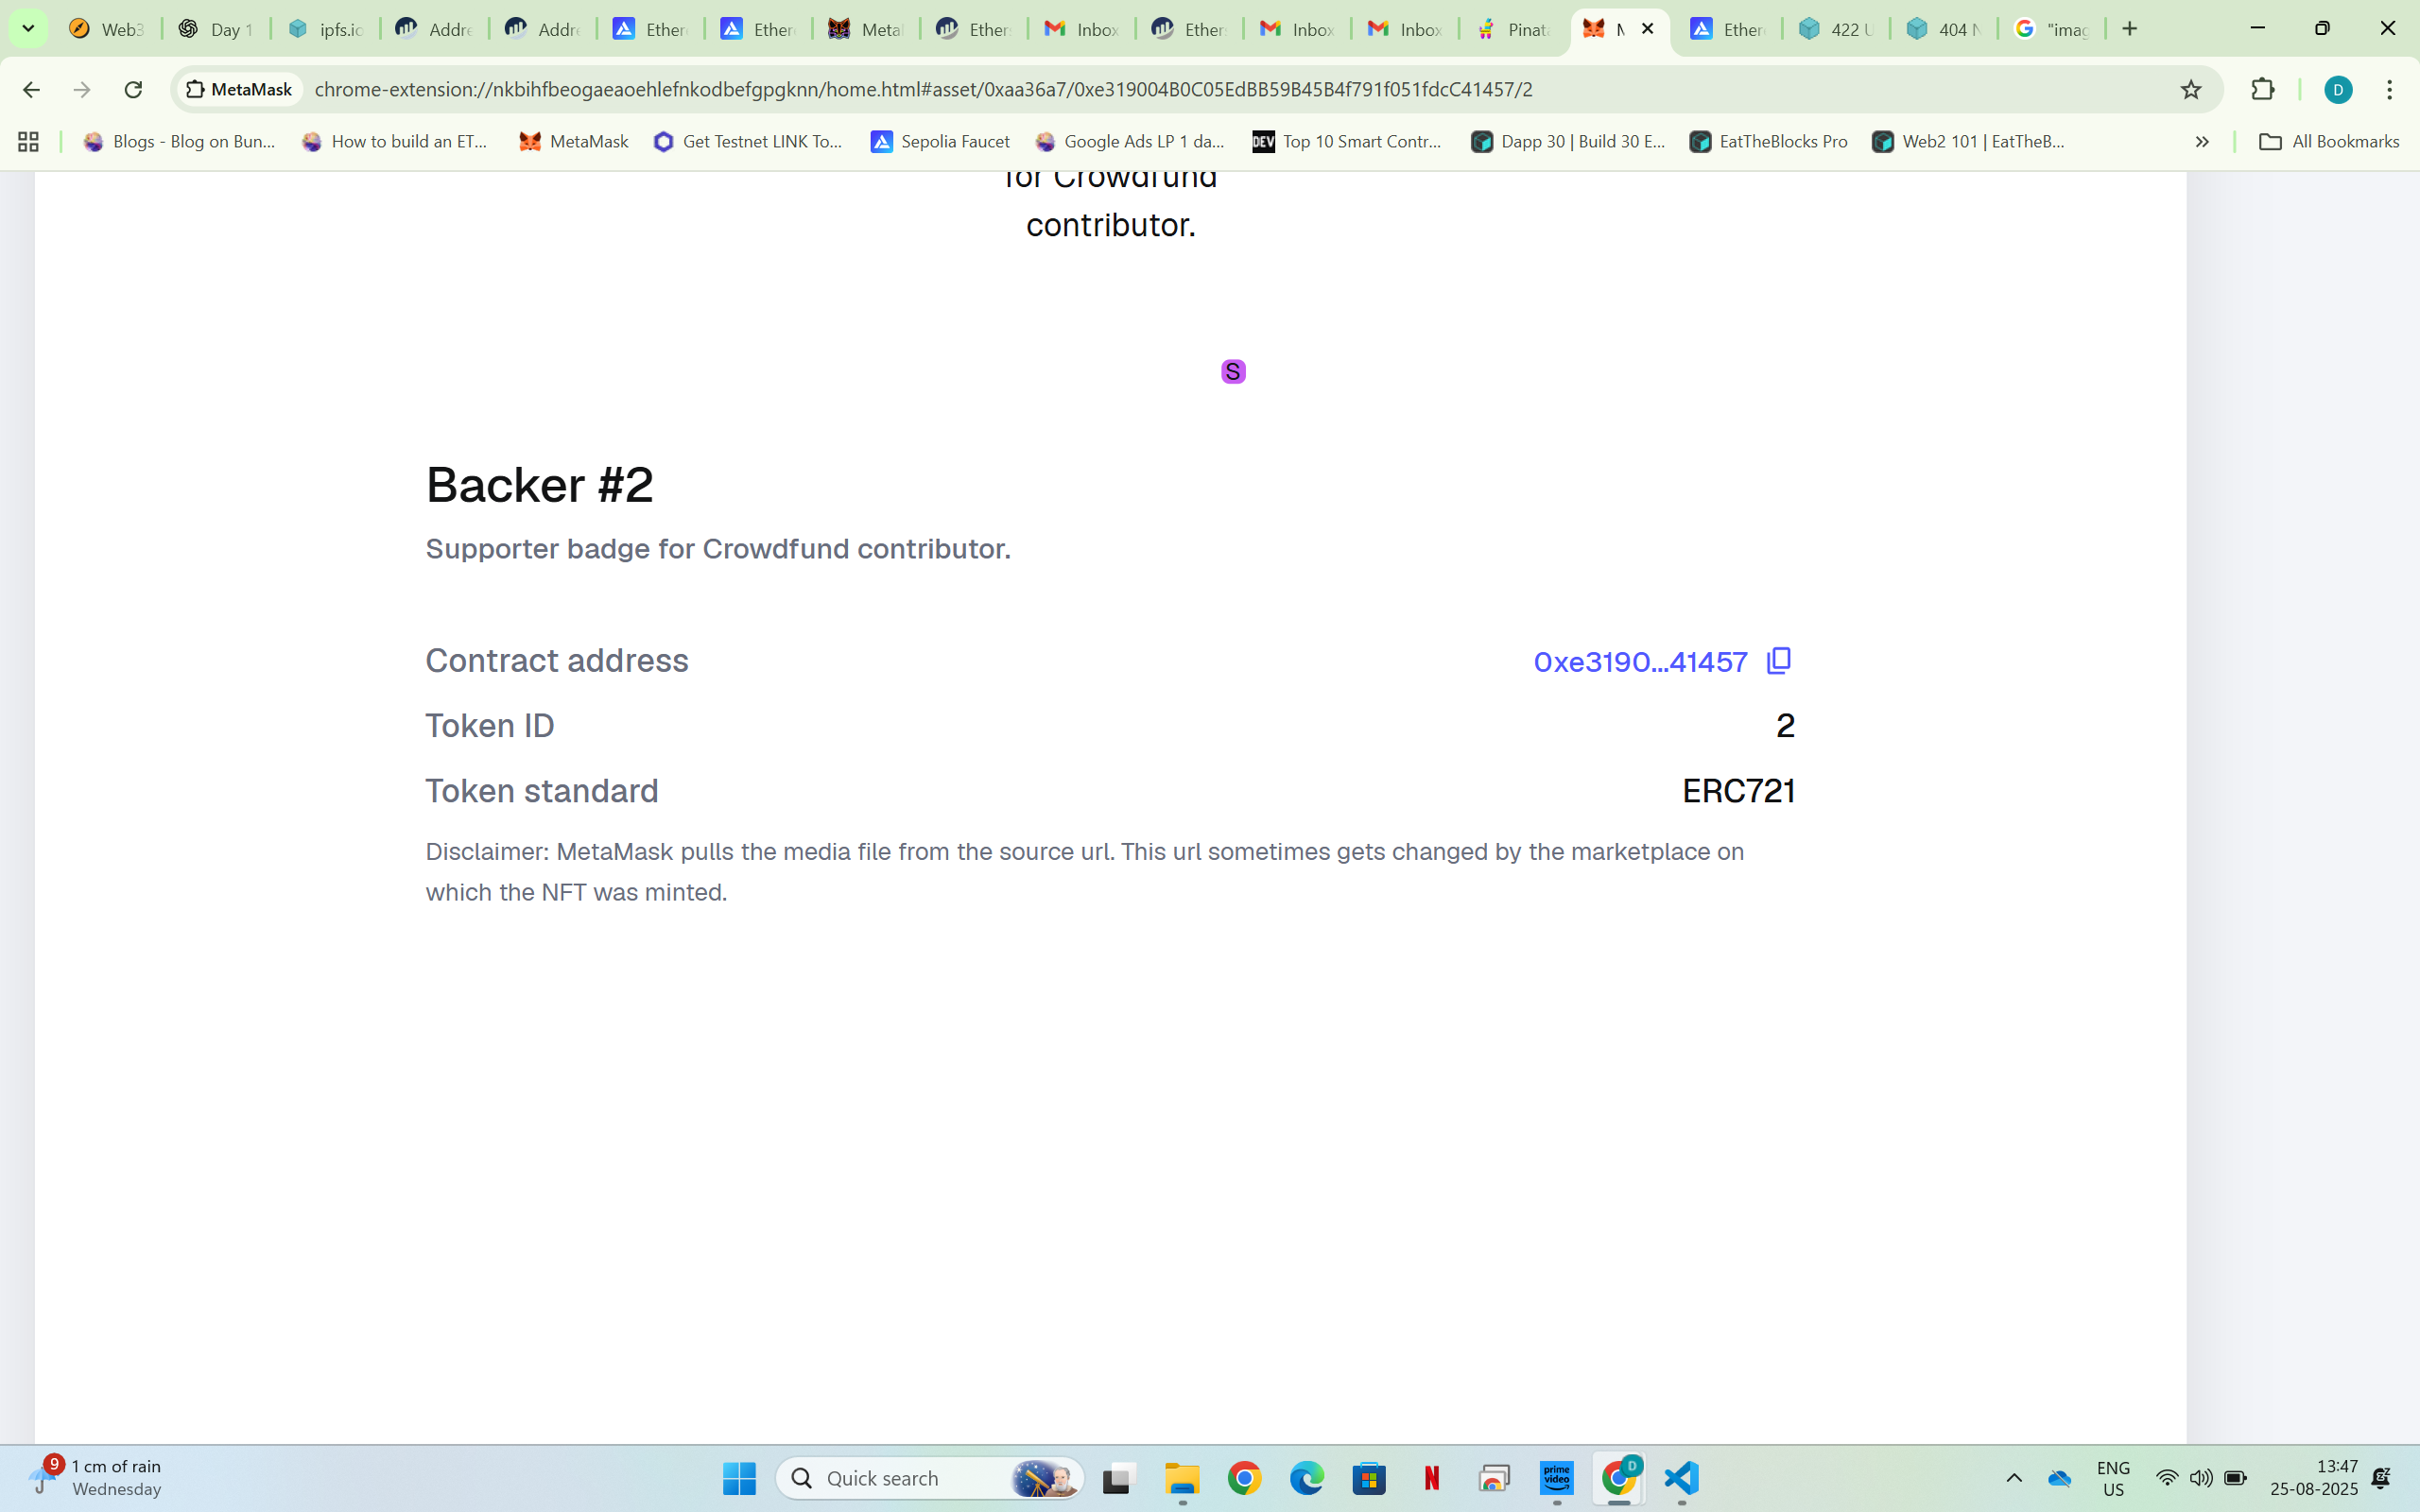 Web3
Day 1
ipfs.io
Addre
Addre
Ether
Ether
Meta
Ether
Inbox
Ether
Inbox
Inbox
Pinata
M
Ether
422 U
404 N
"imag
MetaMask
chrome-extension://nkbihfbeogaeaoehlefnkodbefgpgknn/home.html#asset/0xaa36a7/0xe319004B0C05EdBB59B45B4f791f051fdcC41457/2
D
Blogs - Blog on Bun...
How to build an ET...
MetaMask
Get Testnet LINK To...
Sepolia Faucet
Google Ads LP 1 da...
DEV
Top 10 Smart Contr...
Dapp 30 | Build 30 E...
EatTheBlocks Pro
Web2 101 | EatTheB...
All Bookmarks
for Crowdfund
contributor.
S
Backer #2
Supporter badge for Crowdfund contributor.
Contract address
0xe3190...41457
Token ID
2
Token standard
ERC721
Disclaimer: MetaMask pulls the media file from the source url. This url sometimes gets changed by the marketplace on
which the NFT was minted.
9
1 cm of rain
Wednesday
Quick search
N
prime
video
D
ENG
US
13:47
25-08-2025